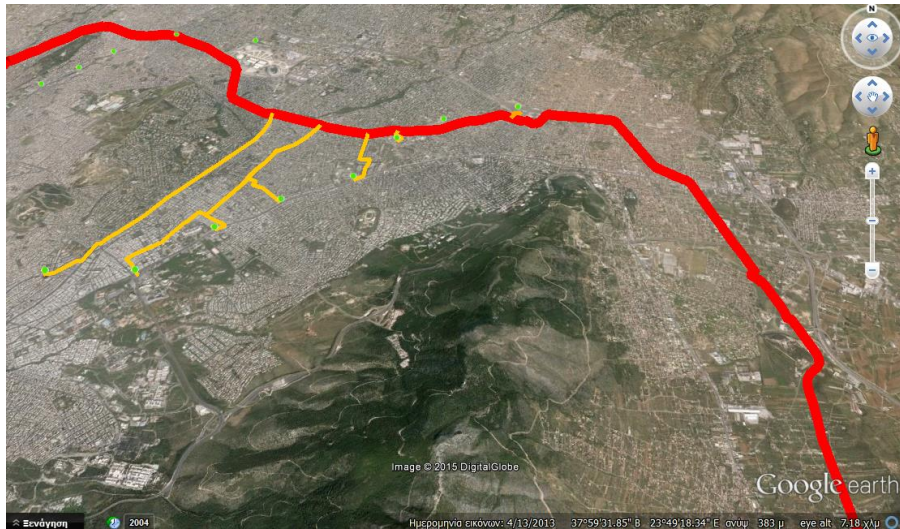 N
Image © 2015 DigitalGlobe
Google earth
Ξενάγηση
2004
Ημερομηνία εικόνων: 4/13/2013 37°59'31.85" Β 23°49'18.34" Ε ανύψ 383 μ eye alt 7.18 χλμ